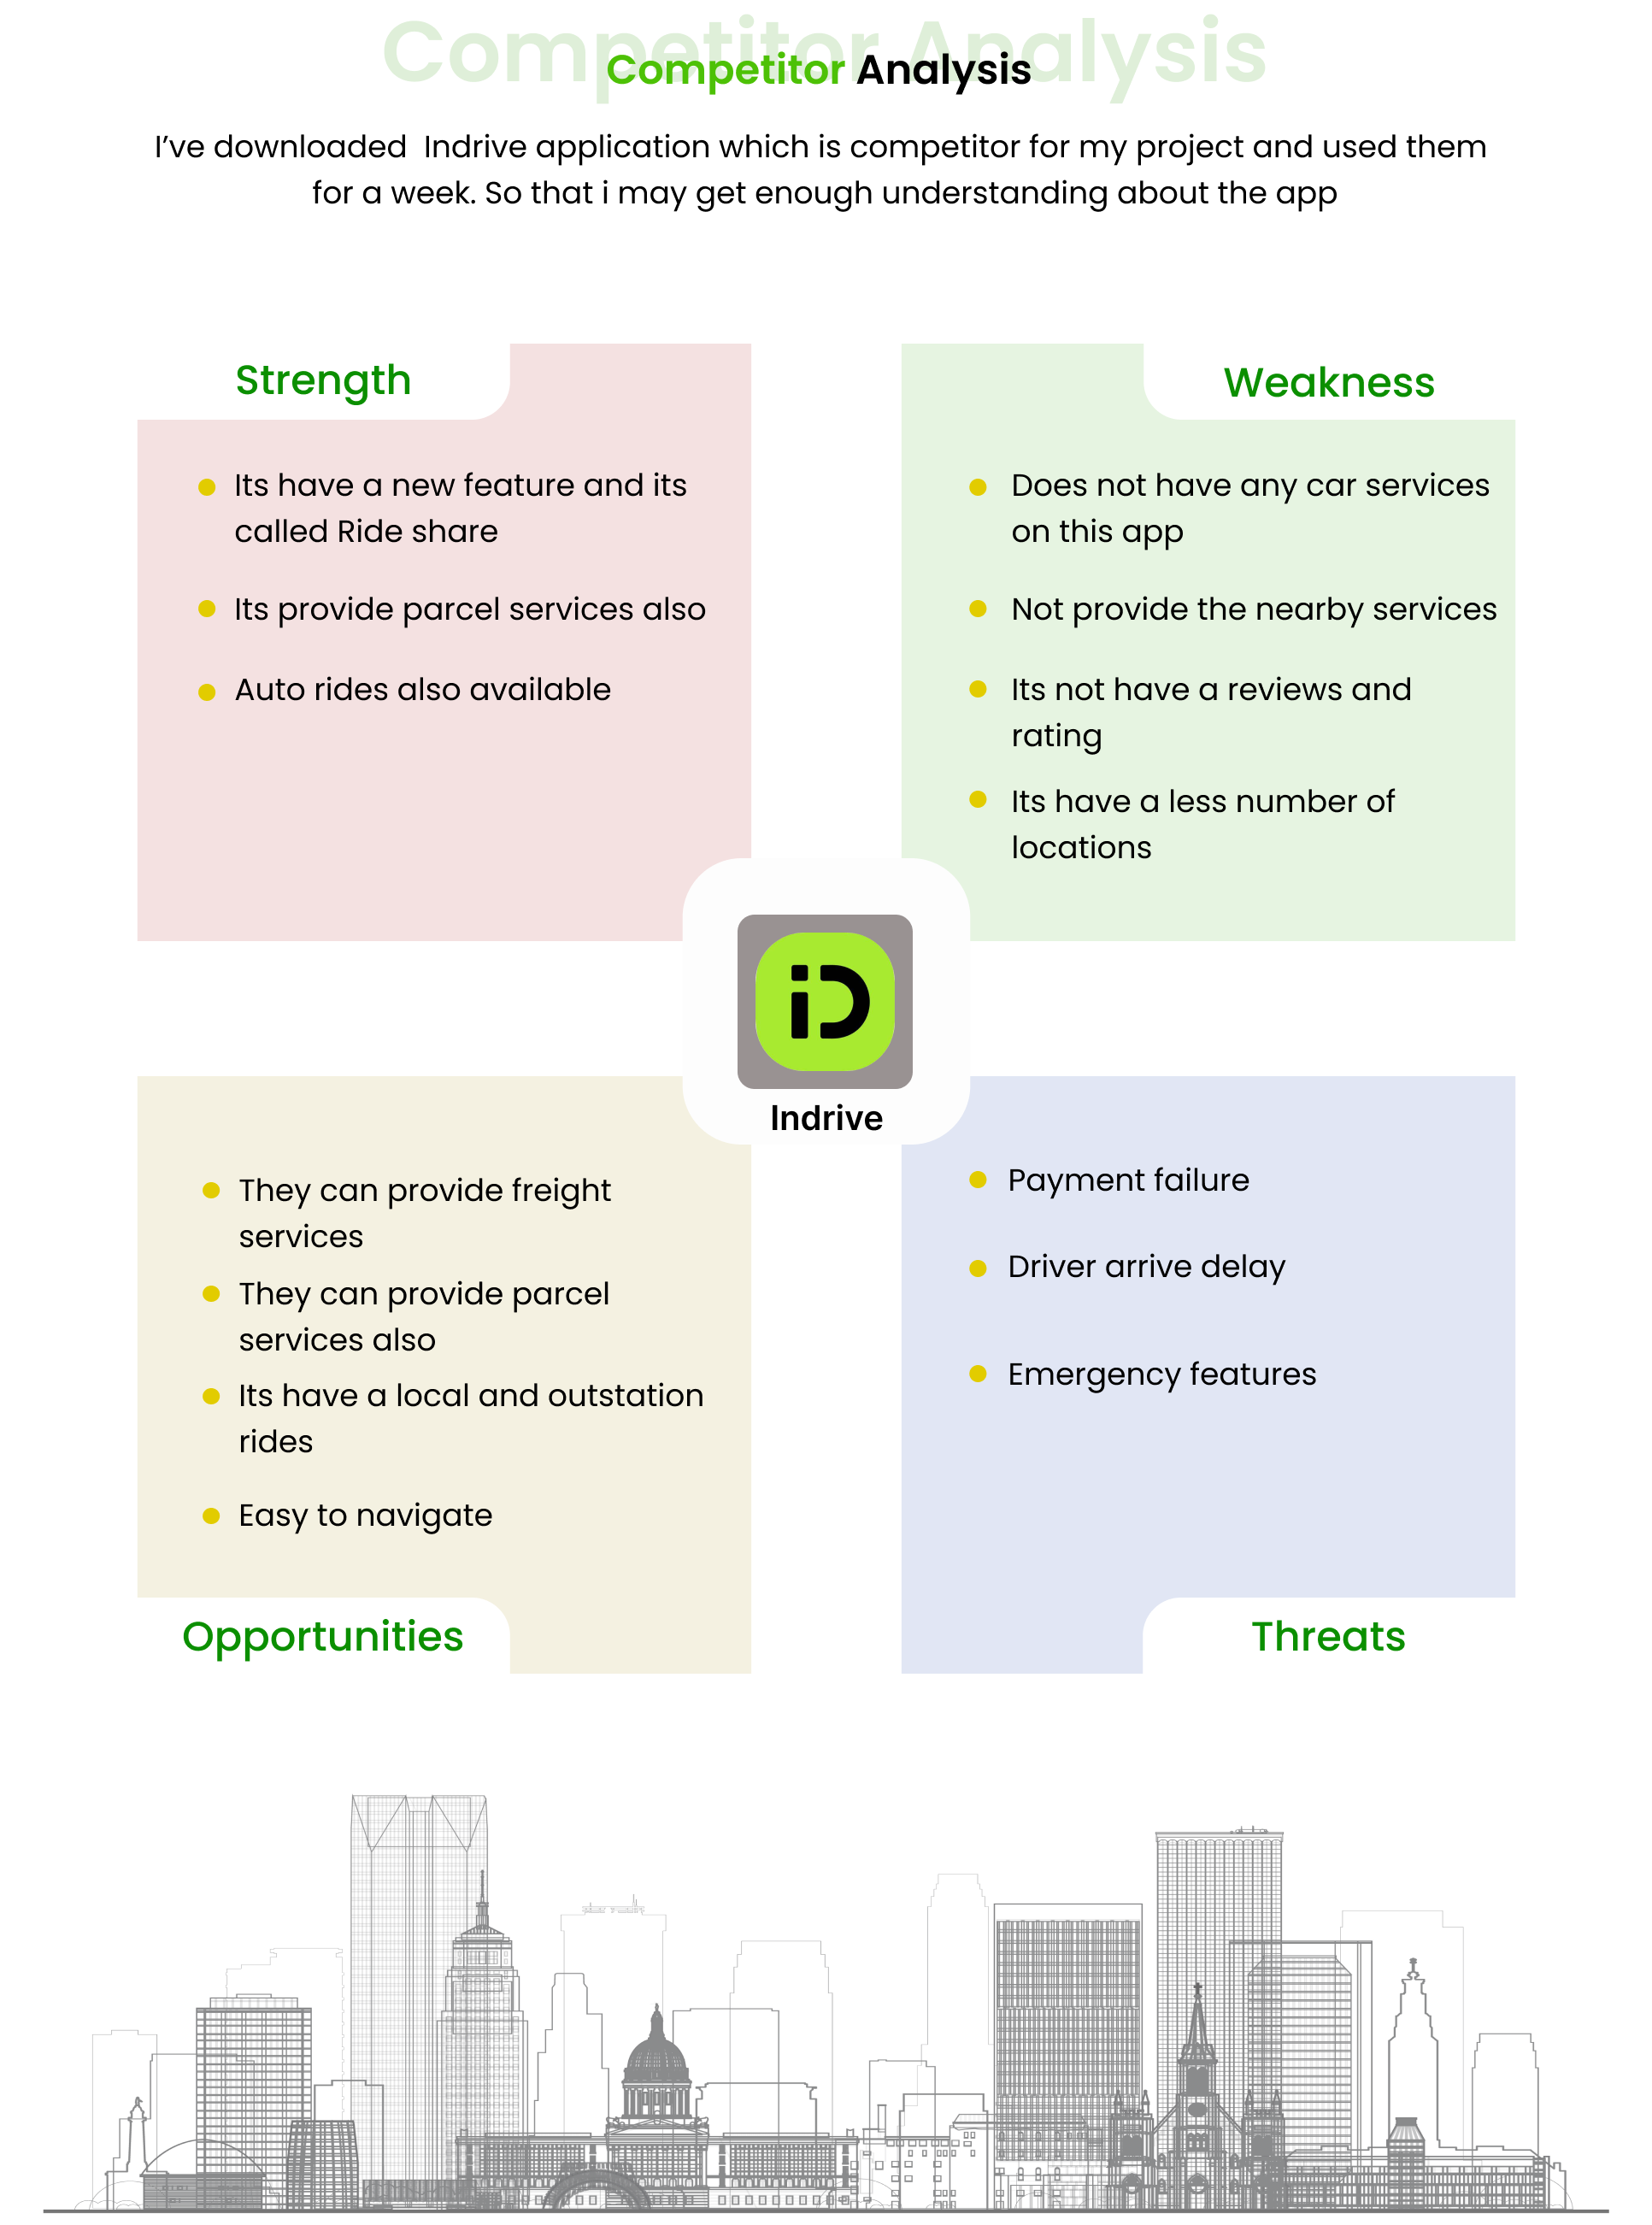 Competitor Analysis
Competitor Analysis
I’ve downloaded  Indrive application which is competitor for my project and used them
for a week. So that i may get enough understanding about the app
Strength
Its have a new feature and its
called Ride share
Its provide parcel services also
Auto rides also available
Weakness
Does not have any car services
on this app
Not provide the nearby services
Its not have a reviews and
rating
Its have a less number of
locations
iD
Indrive
They can provide freight
services
They can provide parcel
services also
Its have a local and outstation
rides
Easy to navigate
Opportunities
Payment failure
Driver arrive delay
Emergency features
Threats